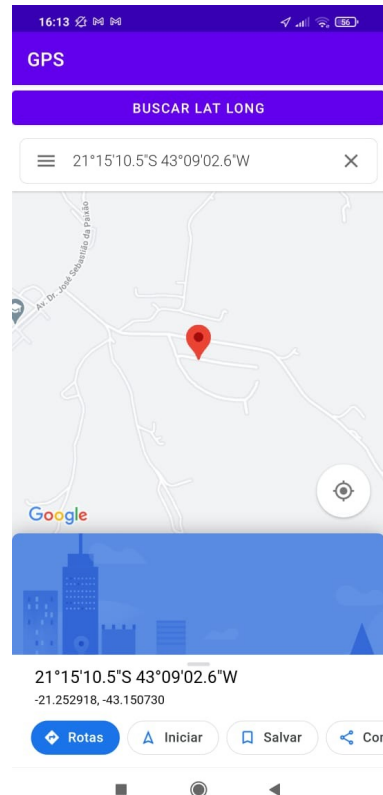 16:13 56
GPS
BUSCAR LAT LONG
21°15'10.5"S 43°09'02.6"W
Av. Dr. José Sebastião da Paixão
Google
21°15'10.5"S 43°09'02.6"W
-21.252918, -43.150730
Rotas Iniciar Salvar Cor